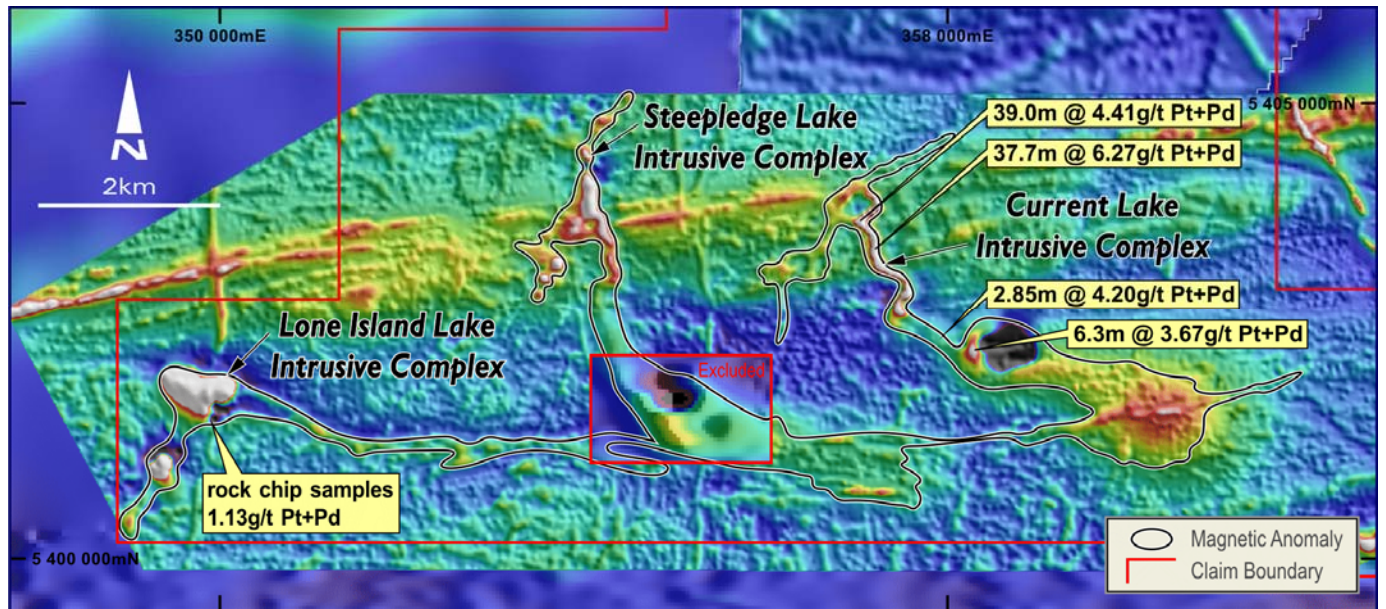 350 000mE
358 000mE
5 405 000mN
39.0m @ 4.41g/t Pt+Pd
Steepledge Lake
Intrusive Complex
37.7m @ 6.27g/t Pt+Pd
N
2km
Current Lake
Intrusive Complex
2.85m @ 4.20g/t Pt+Pd
Lone Island Lake
Intrusive Complex
6.3m @ 3.67g/t Pt+Pd
Excluded
rock chip samples
1.13g/t Pt+Pd
5 400 000mN
Magnetic Anomaly
Claim Boundary